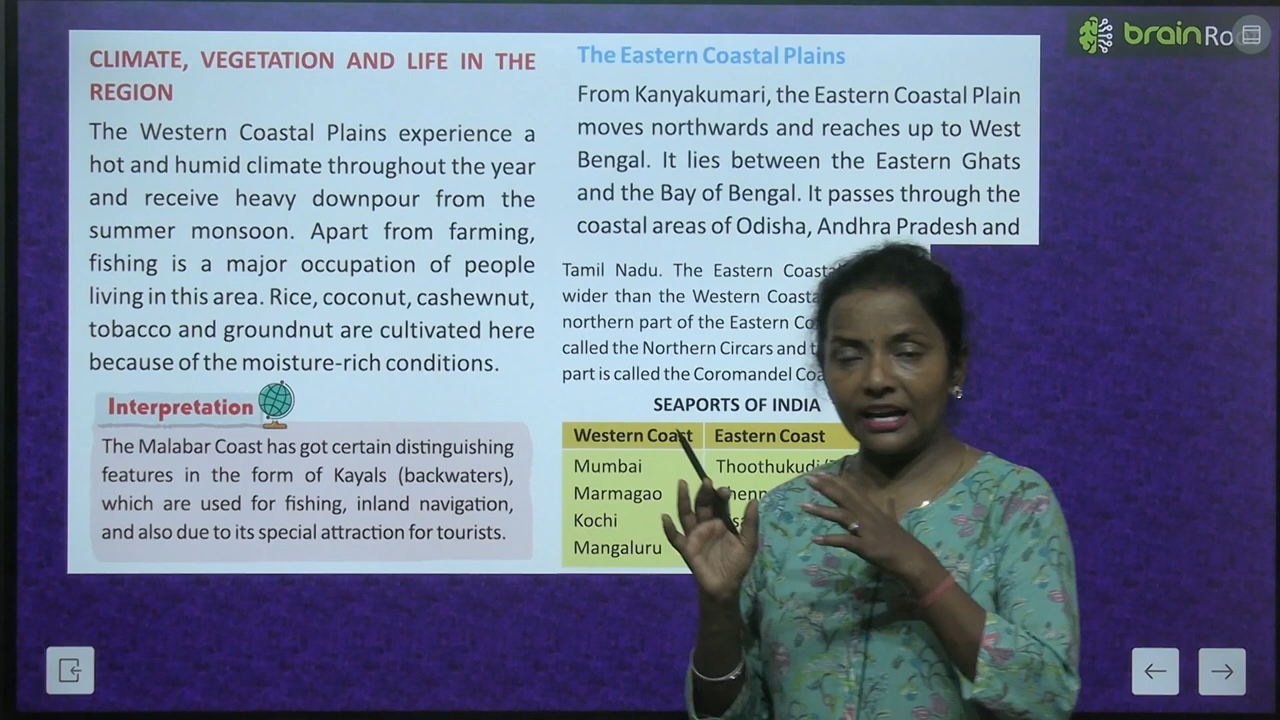 CLIMATE, VEGETATION AND LIFE IN THE
REGION
The Western Coastal Plains experience a
hot and humid climate throughout the year
and receive heavy downpour from the
summer monsoon. Apart from farming,
fishing is a major occupation of people
living in this area. Rice, coconut, cashewnut,
tobacco and groundnut are cultivated here
because of the moisture-rich conditions.
Interpretation
The Malabar Coast has got certain distinguishing
features in the form of Kayals (backwaters),
which are used for fishing, inland navigation,
and also due to its special attraction for tourists.
The Eastern Coastal Plains
From Kanyakumari, the Eastern Coastal Plain
moves northwards and reaches up to West
Bengal. It lies between the Eastern Ghats
and the Bay of Bengal. It passes through the
coastal areas of Odisha, Andhra Pradesh and
Tamil Nadu. The Eastern
wider than the Western
northern part of the Eastern
called the Northern Circars and
part is called the Coromandel
SEAPORTS OF INDIA
Western Coast Eastern Coast
Mumbai Thoothukudi
Marmagao
Kochi
Mangaluru
brain